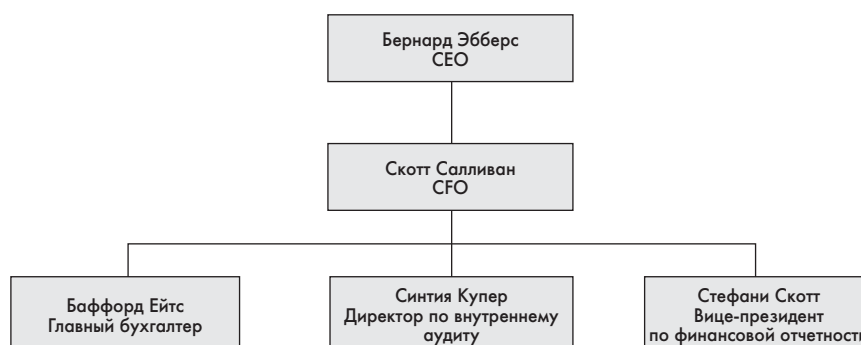 Бернард Эбберс
CEO
Скотт Салливан
CFO
Баффорд Ейтс
Главный бухгалтер
Синтия Купер
Директор по внутреннему
аудиту
Стефани Скотт
Вице-президент
по финансовой отчетности